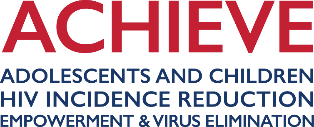 ACHIEVE
ADOLESCENTS AND CHILDREN
HIV INCIDENCE REDUCTION
EMPOWERMENT & VIRUS ELIMINATION